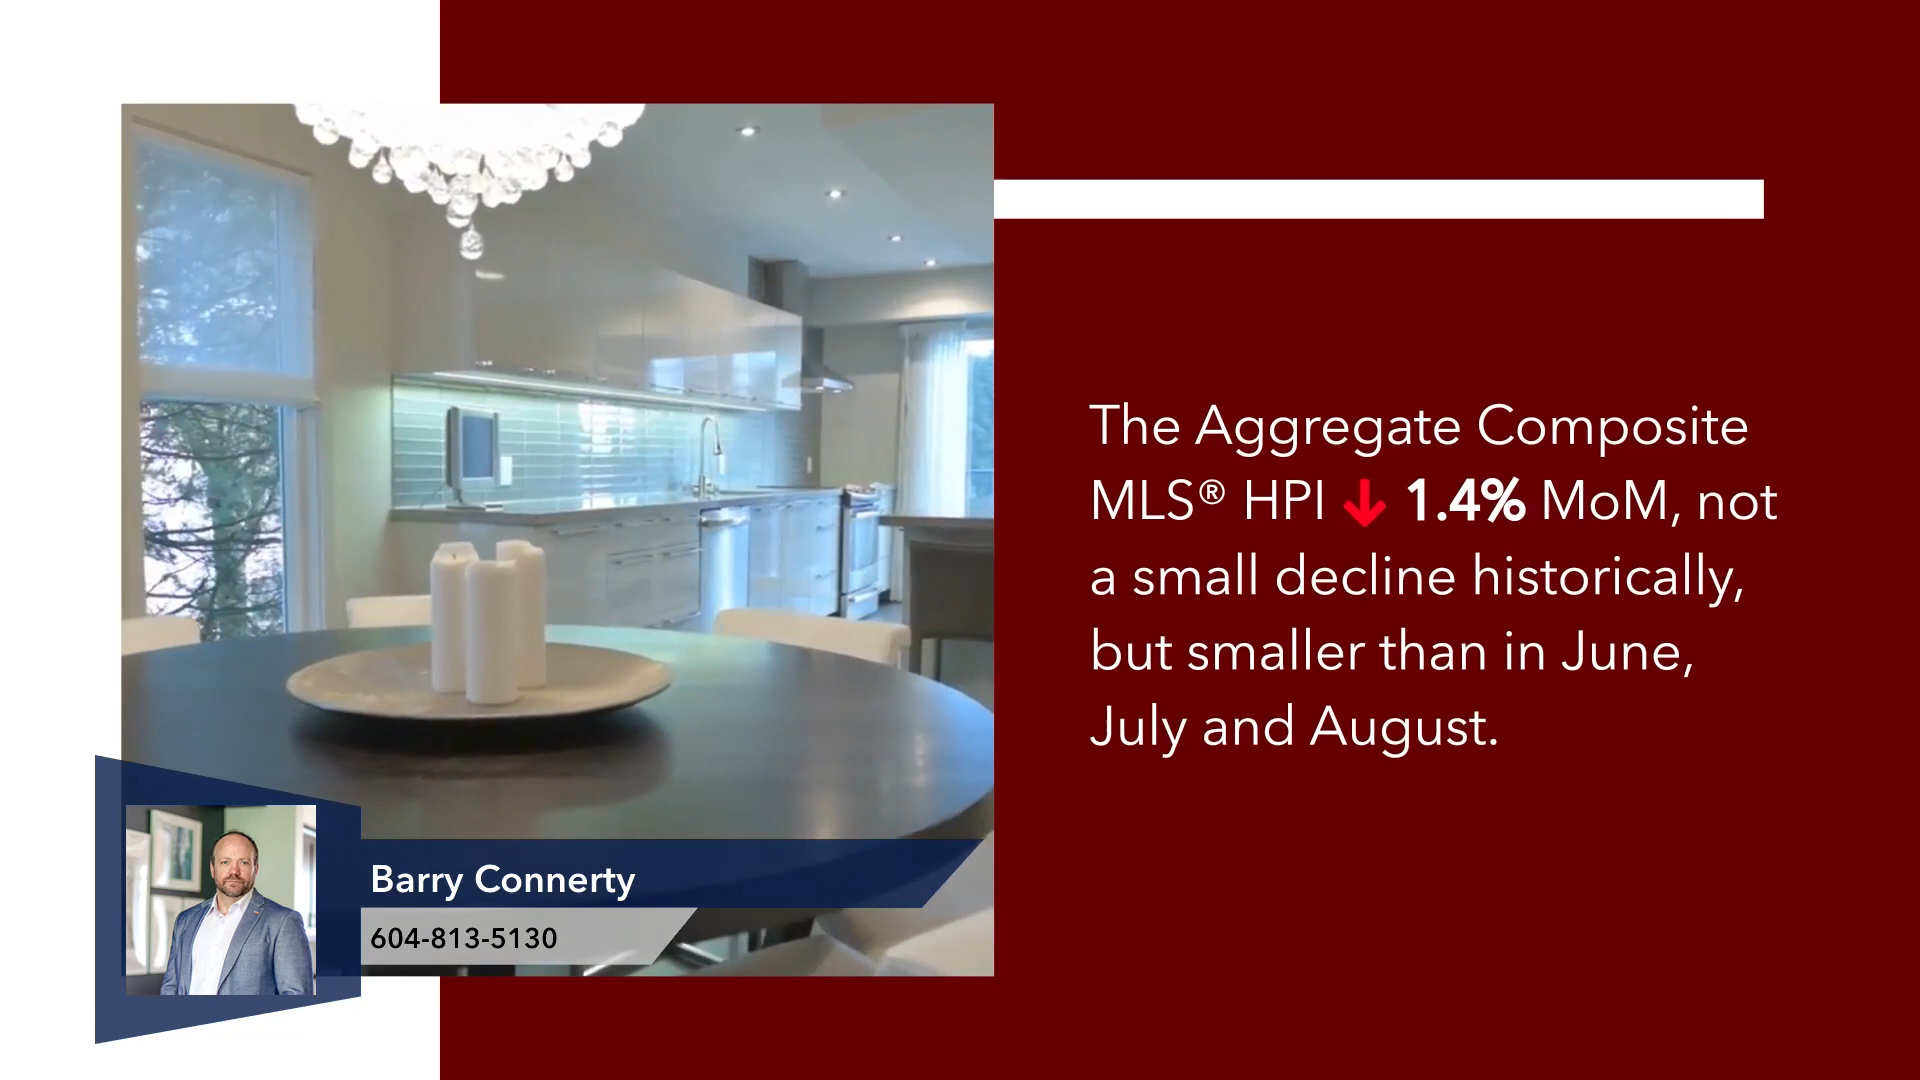 The Aggregate Composite
MLS® HPI ↓ 1.4% MoM, not
a small decline historically,
but smaller than in June,
July and August.
Barry Connerty
604-813-5130